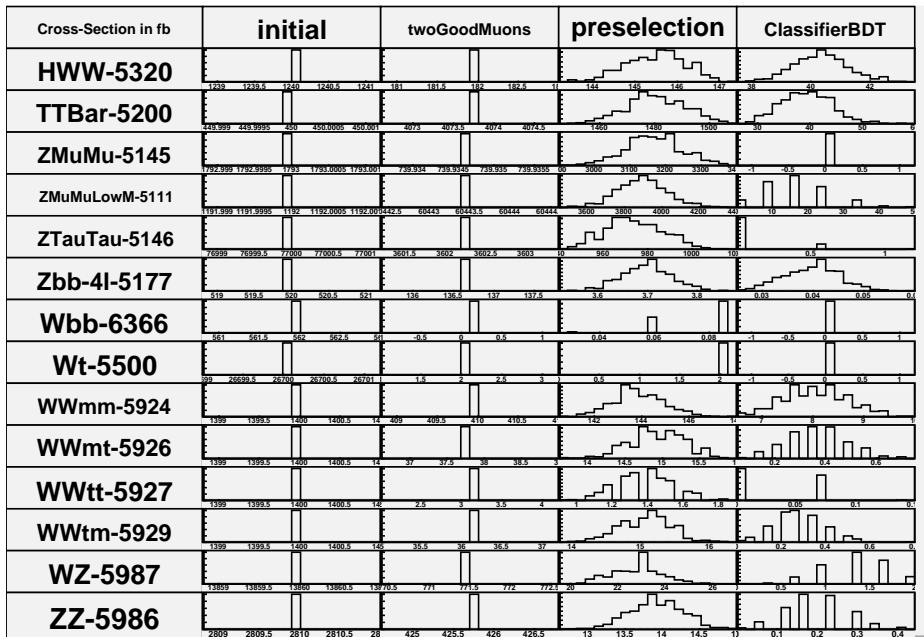 Cross-Section in fb initial twoGoodMuons preselection ClassifierBDT
HWW-5320
1239 1239.5 1240 1240.5 1241 181 181.5 182 182.5 144 145 146 147 38 40 42
TTBar-5200
449.999 449.9995 450 450.0005 450.001 4073 4073.5 4074 4074.5 1460 1480 1500 30 40 50
ZMuMu-5145
1792.999 1792.9995 1793 1793.0005 1793.001 739.934 739.9345 739.935 739.9355 3000 3100 3200 3300 -1 -0.5 0 0.5 1
ZMuMuLowM-5111
1191.999 1191.9995 1192 1192.0005 60443 60443.5 60444 3600 3800 4000 4200 10 20 30 40
ZTauTau-5146
76999 76999.5 77000 77000.5 77001 3601.5 3602 3602.5 3603 960 980 1000 0.5 1
Zbb-4l-5177
519 519.5 520 520.5 521 136 136.5 137 137.5 3.6 3.7 3.8 0.03 0.04 0.05
Wbb-6366
561 561.5 562 562.5 -0.5 0 0.5 1 0.04 0.06 0.08 -1 -0.5 0 0.5 1
Wt-5500
26699.5 26700 26700.5 26701 1.5 2 2.5 3 0.5 1 1.5 2 -1 -0.5 0 0.5 1
WWmm-5924
1399 1399.5 1400 1400.5 409 409.5 410 410.5 142 144 146 7 8 9
WWmt-5926
1399 1399.5 1400 1400.5 37 37.5 38 38.5 14 14.5 15 15.5 0.2 0.4 0.6
WWtt-5927
1399 1399.5 1400 1400.5 2.5 3 3.5 4 1 1.2 1.4 1.6 1.8 0.05 0.1
WWtm-5929
1399 1399.5 1400 1400.5 35.5 36 36.5 37 14 15 16 0.2 0.4 0.6
WZ-5987
13859 13859.5 13860 13860.5 771 771.5 772 20 22 24 26 0.5 1 1.5
ZZ-5986
2809 2809.5 2810 2810.5 425 425.5 426 426.5 13 13.5 14 14.5 0.1 0.2 0.3 0.4